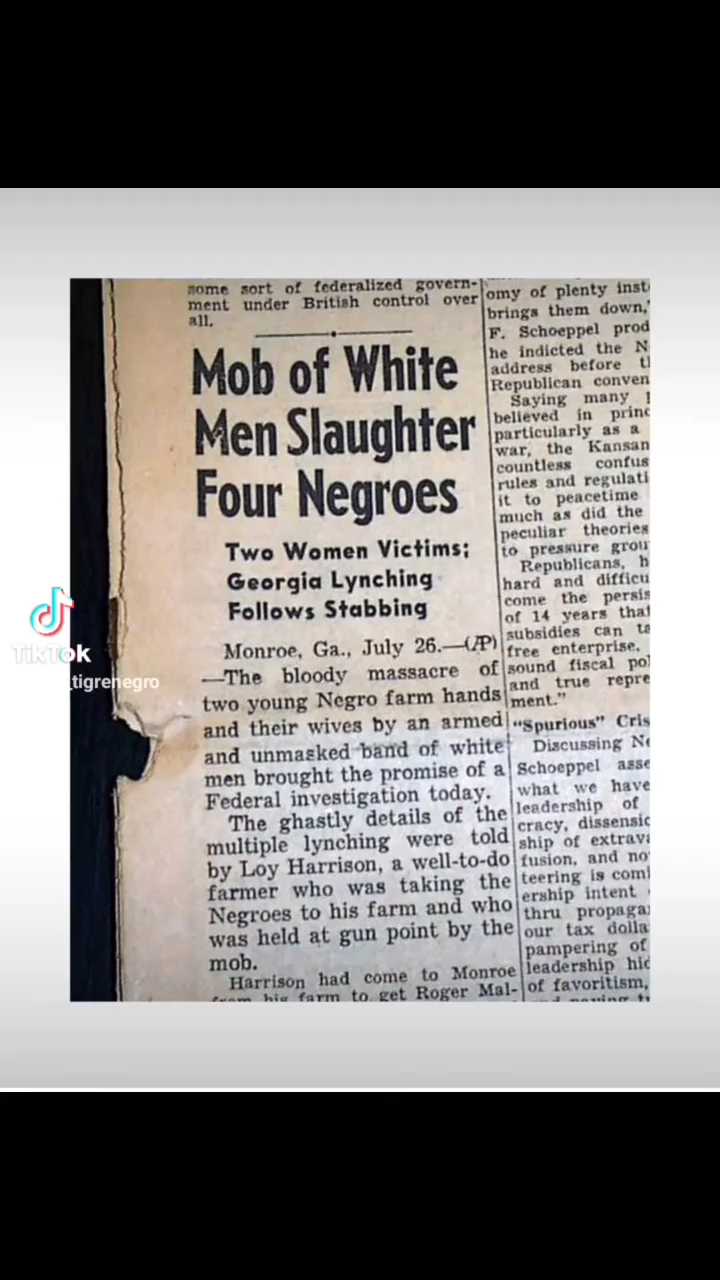 some sort of federalized govern-
ment under British control over
all.
Mob of White
Men Slaughter
Four Negroes
Two Women Victims;
Georgia Lynching
Follows Stabbing
Monroe, Ga., July 26.—(AP)
—The bloody massacre of
two young Negro farm hands
and their wives by an armed
and unmasked band of white
men brought the promise of a
Federal investigation today.
The ghastly details of the
multiple lynching were told
by Loy Harrison, a well-to-do
farmer who was taking the
Negroes to his farm and who
was held at gun point by the
mob.
Harrison had come to Monroe
from his farm to get Roger Mal-
omy of plenty inst
brings them down,"
F. Schoeppel prod
he indicted the N
address before th
Republican conven
Saying many
believed in princ
particularly as a
war, the Kansan
countless confus
rules and regulati
it to peacetime
much as did the
peculiar theories
to pressure grou
Republicans, h
hard and difficu
come the persis
of 14 years that
subsidies can ta
free enterprise,
sound fiscal pol
and true repre
ment."
"Spurious" Cris
Discussing Ne
Schoeppel asse
what we have
leadership of
cracy, dissensio
ship of extrava
fusion, and no
teering is comi
ership intent
thru propaga
our tax dolla
pampering of
leadership hid
of favoritism,
TikTok
_tigrenegro